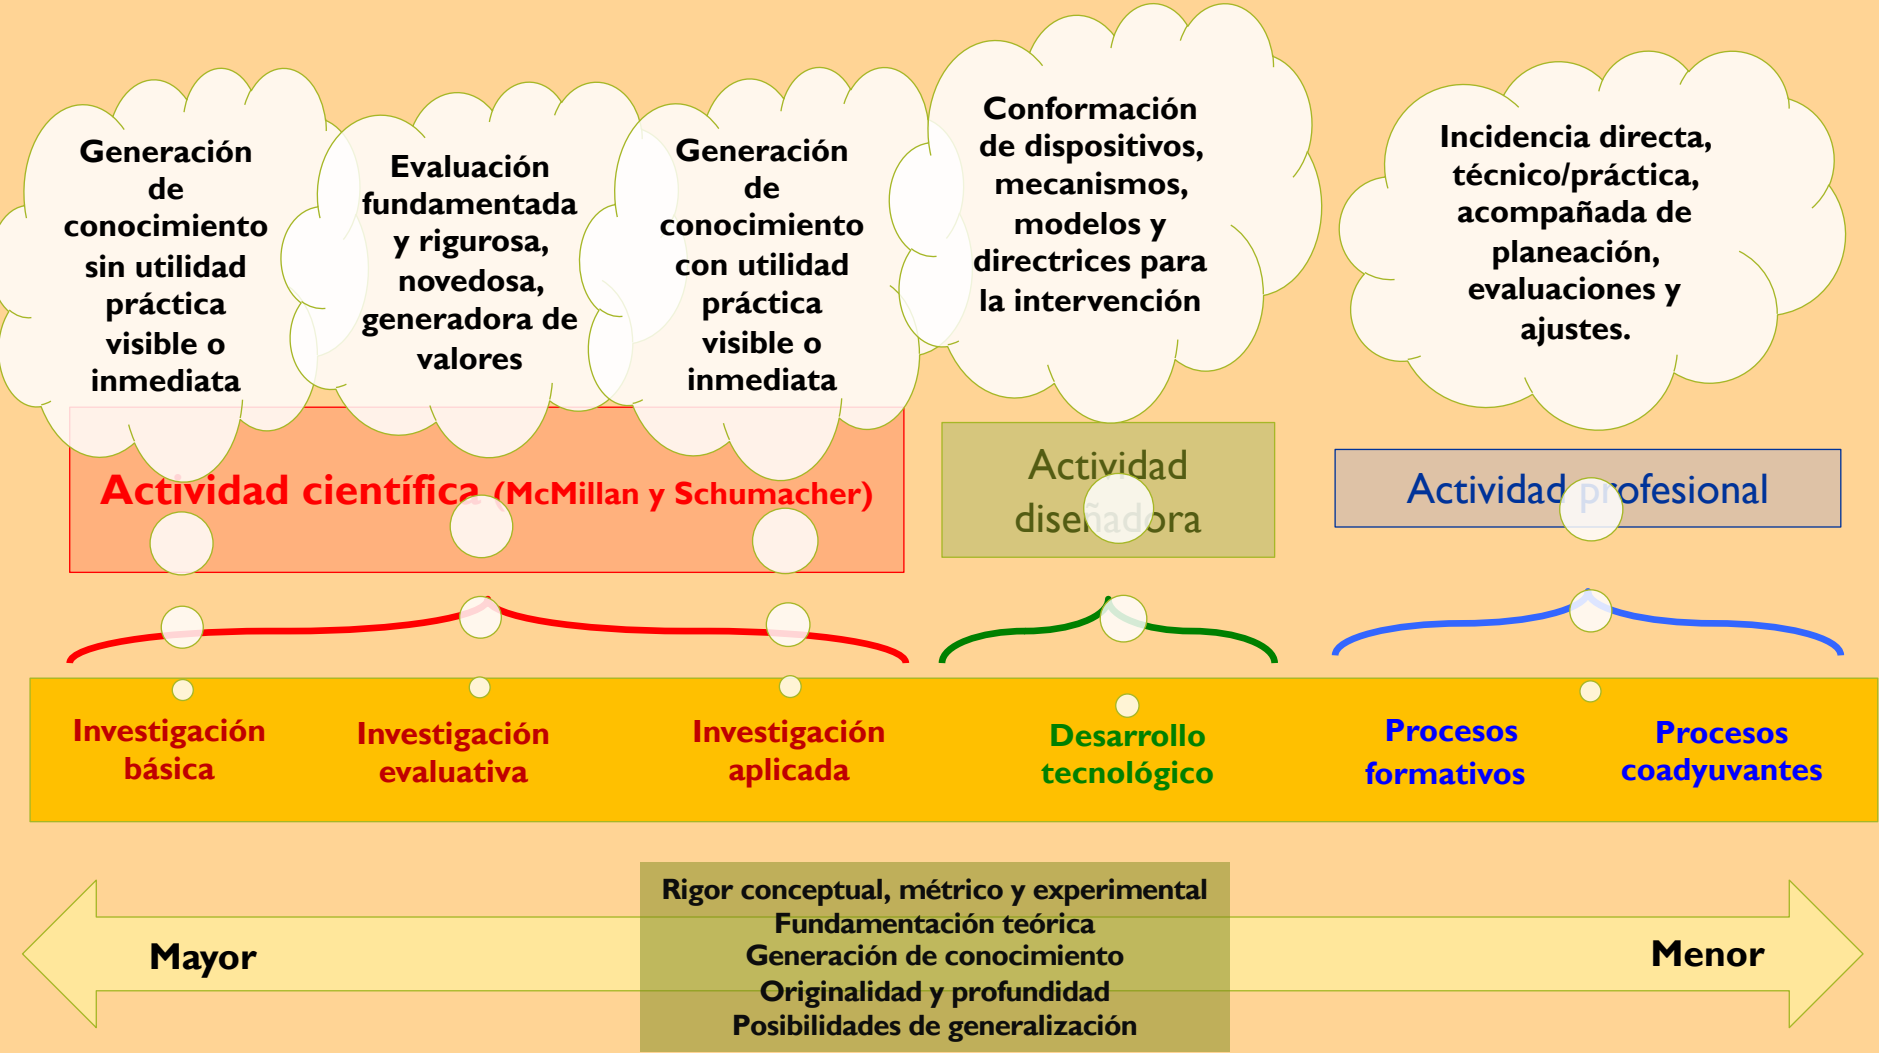 Generación
de
conocimiento
sin utilidad
práctica
visible o
inmediata
Evaluación
fundamentada
y rigurosa,
novedosa,
generadora de
valores
Generación
de
conocimiento
con utilidad
práctica
visible o
inmediata
Conformación
de dispositivos,
mecanismos,
modelos y
directrices para
la intervención
Incidencia directa,
técnico/práctica,
acompañada de
planeación,
evaluaciones y
ajustes.
Actividad científica (McMillan y Schumacher)
Actividad
diseñadora
Actividad profesional
Investigación
básica
Investigación
evaluativa
Investigación
aplicada
Desarrollo
tecnológico
Procesos
formativos
Procesos
coadyuvantes
Mayor
Rigor conceptual, métrico y experimental
Fundamentación teórica
Generación de conocimiento
Originalidad y profundidad
Posibilidades de generalización
Menor